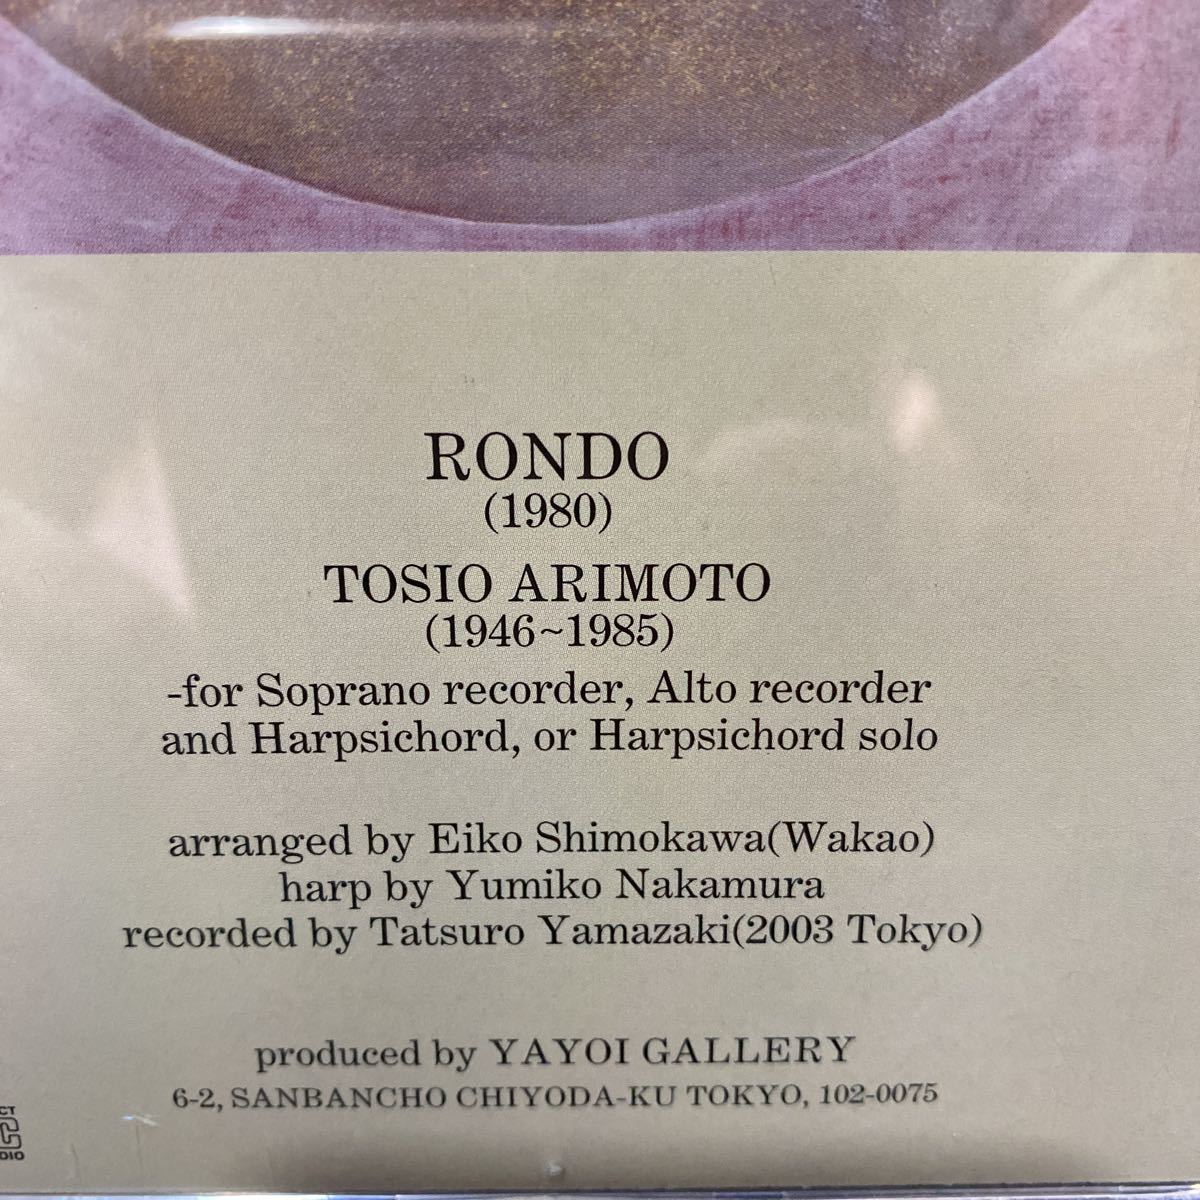 RONDO
(1980)
TOSIO ARIMOTO
(1946~1985)
-for Soprano recorder, Alto recorder
and Harpsichord, or Harpsichord solo
arranged by Eiko Shimokawa(Wakao)
harp by Yumiko Nakamura
recorded by Tatsuro Yamazaki(2003 Tokyo)
produced by YAYOI GALLERY
6-2, SANBANCHO CHIYODA-KU TOKYO, 102-0075